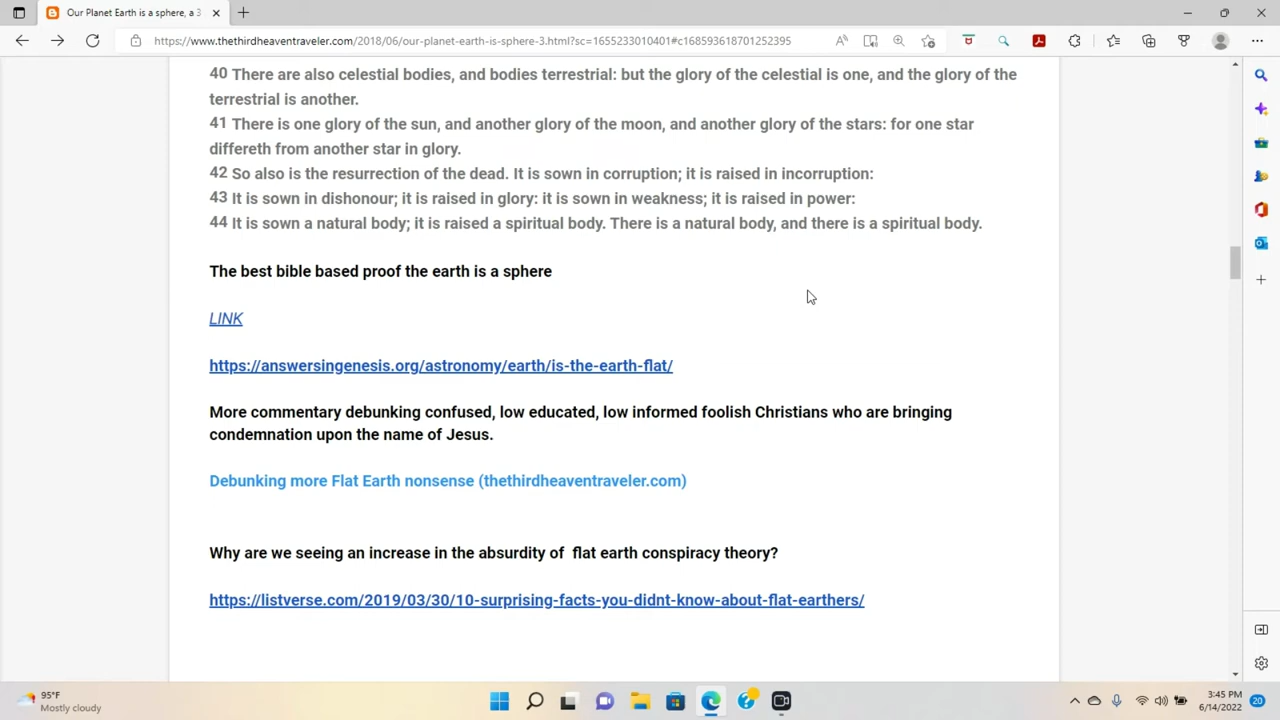 Our Planet Earth is a sphere, a 3
https://www.thethirdheaventraveler.com/2018/06/our-planet-earth-is-sphere-3.html?sc=1655233010401#c168593618701252395
40 There are also celestial bodies, and bodies terrestrial: but the glory of the celestial is one, and the glory of the
terrestrial is another.
41 There is one glory of the sun, and another glory of the moon, and another glory of the stars: for one star
differeth from another star in glory.
42 So also is the resurrection of the dead. It is sown in corruption; it is raised in incorruption:
43 It is sown in dishonour; it is raised in glory: it is sown in weakness; it is raised in power:
44 It is sown a natural body; it is raised a spiritual body. There is a natural body, and there is a spiritual body.
The best bible based proof the earth is a sphere
LINK
https://answersingenesis.org/astronomy/earth/is-the-earth-flat/
More commentary debunking confused, low educated, low informed foolish Christians who are bringing
condemnation upon the name of Jesus.
Debunking more Flat Earth nonsense (thethirdheaventraveler.com)
Why are we seeing an increase in the absurdity of  flat earth conspiracy theory?
https://listverse.com/2019/03/30/10-surprising-facts-you-didnt-know-about-flat-earthers/
95°F
Mostly cloudy
3:45 PM
6/14/2022
20